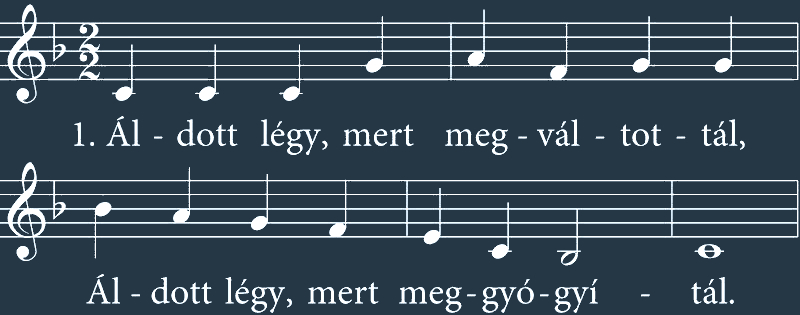 1. Ál - dott légy, mert meg - vál - tot - tál,
Ál - dott légy, mert meg - gyó - gyí - tál.